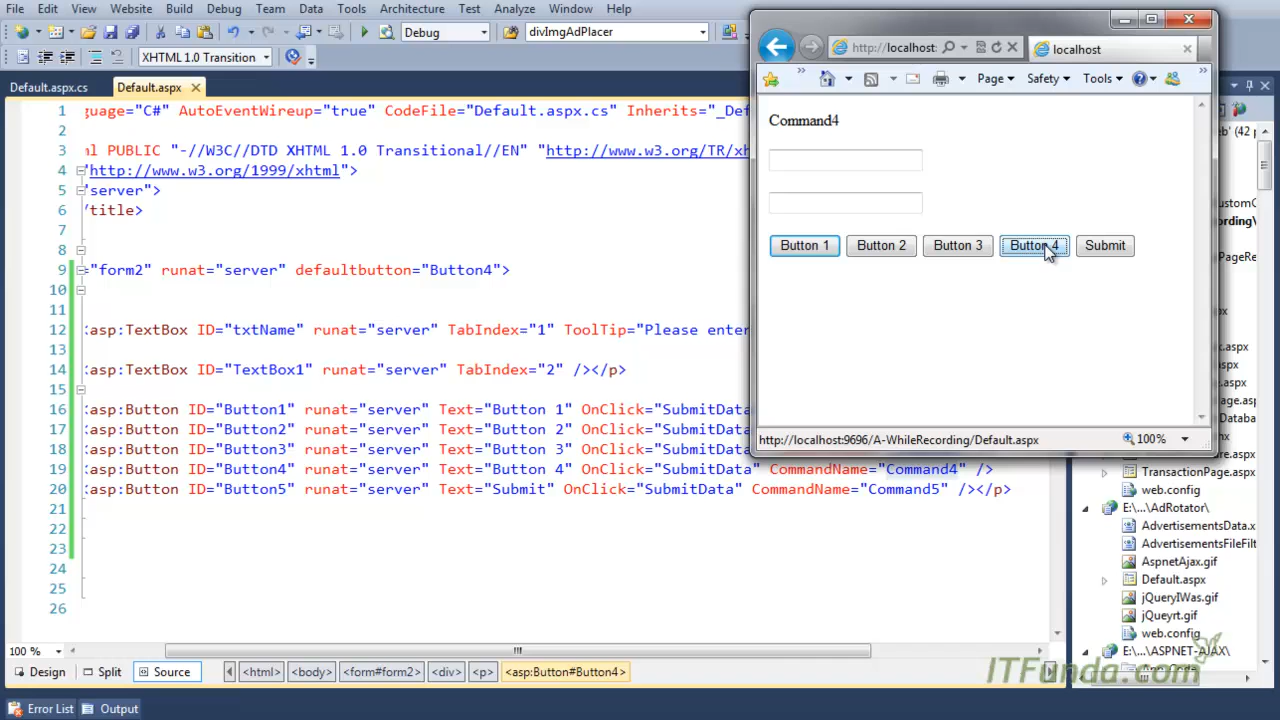 File Edit View Website Build Debug Team Data Tools Architecture Test Analyze Window Help
Debug divImgAdPlacer
XHTML 1.0 Transition
Default.aspx.cs Default.aspx
1 guage="C#" AutoEventWireup="true" CodeFile="Default.aspx.cs" Inherits="_De
2
3 ml PUBLIC "-//W3C//DTD XHTML 1.0 Transitional//EN" "http://www.w3.org/TR/xh
4 "http://www.w3.org/1999/xhtml">
5 "server">
6 /title>
7
8
9 ="form2" runat="server" defaultbutton="Button4">
10
11
12 :asp:TextBox ID="txtName" runat="server" TabIndex="1" ToolTip="Please enter
13
14 :asp:TextBox ID="TextBox1" runat="server" TabIndex="2" /></p>
15
16 :asp:Button ID="Button1" runat="server" Text="Button 1" OnClick="SubmitData
17 :asp:Button ID="Button2" runat="server" Text="Button 2" OnClick="SubmitData
18 :asp:Button ID="Button3" runat="server" Text="Button 3" OnClick="SubmitData
19 :asp:Button ID="Button4" runat="server" Text="Button 4" OnClick="SubmitData" CommandName="Command4" />
20 :asp:Button ID="Button5" runat="server" Text="Submit" OnClick="SubmitData" CommandName="Command5" /></p>
21
22
23
24
25
26
100 %
Design Split Source <html> <body> <form#form2> <div> <p> <asp:Button#Button4>
Error List Output
http://localhost: localhost
Page Safety Tools
Command4
Button 1 Button 2 Button 3 Button 4 Submit
http://localhost:9696/A-WhileRecording/Default.aspx 100%
TransactionPage.aspx
web.config
E:\...\AdRotator\
AdvertisementsData.x
AdvertisementsFileFilt
AspnetAjax.gif
Default.aspx
jQueryIWas.gif
jQueyrt.gif
web.config
E:\...\ASPNET-AJAX\
App_Code
ITFunda.com